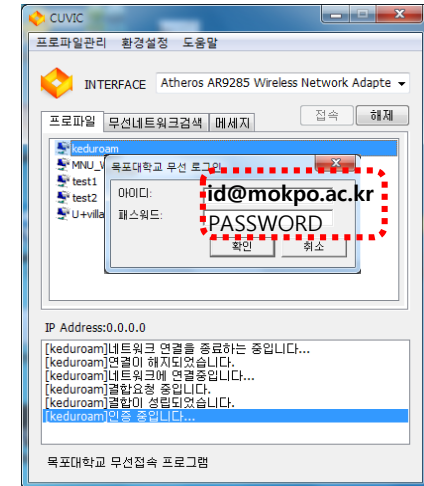 CUVIC
프로파일관리 환경설정 도움말
INTERFACE Atheros AR9285 Wireless Network Adapte
프로파일 무선네트워크검색 메세지 접속 해제
keduroam
MNU_W
test1
test2
U+villa
목포대학교 무선 로그인
아이디: id@mokpo.ac.kr
패스워드: PASSWORD
확인 취소
IP Address:0.0.0.0
[keduroam]네트워크 연결을 종료하는 중입니다...
[keduroam]연결이 해지되었습니다.
[keduroam]네트워크에 연결중입니다...
[keduroam]결합요청 중입니다.
[keduroam]결합이 성립되었습니다.
[keduroam]인증 중입니다...
목포대학교 무선접속 프로그램